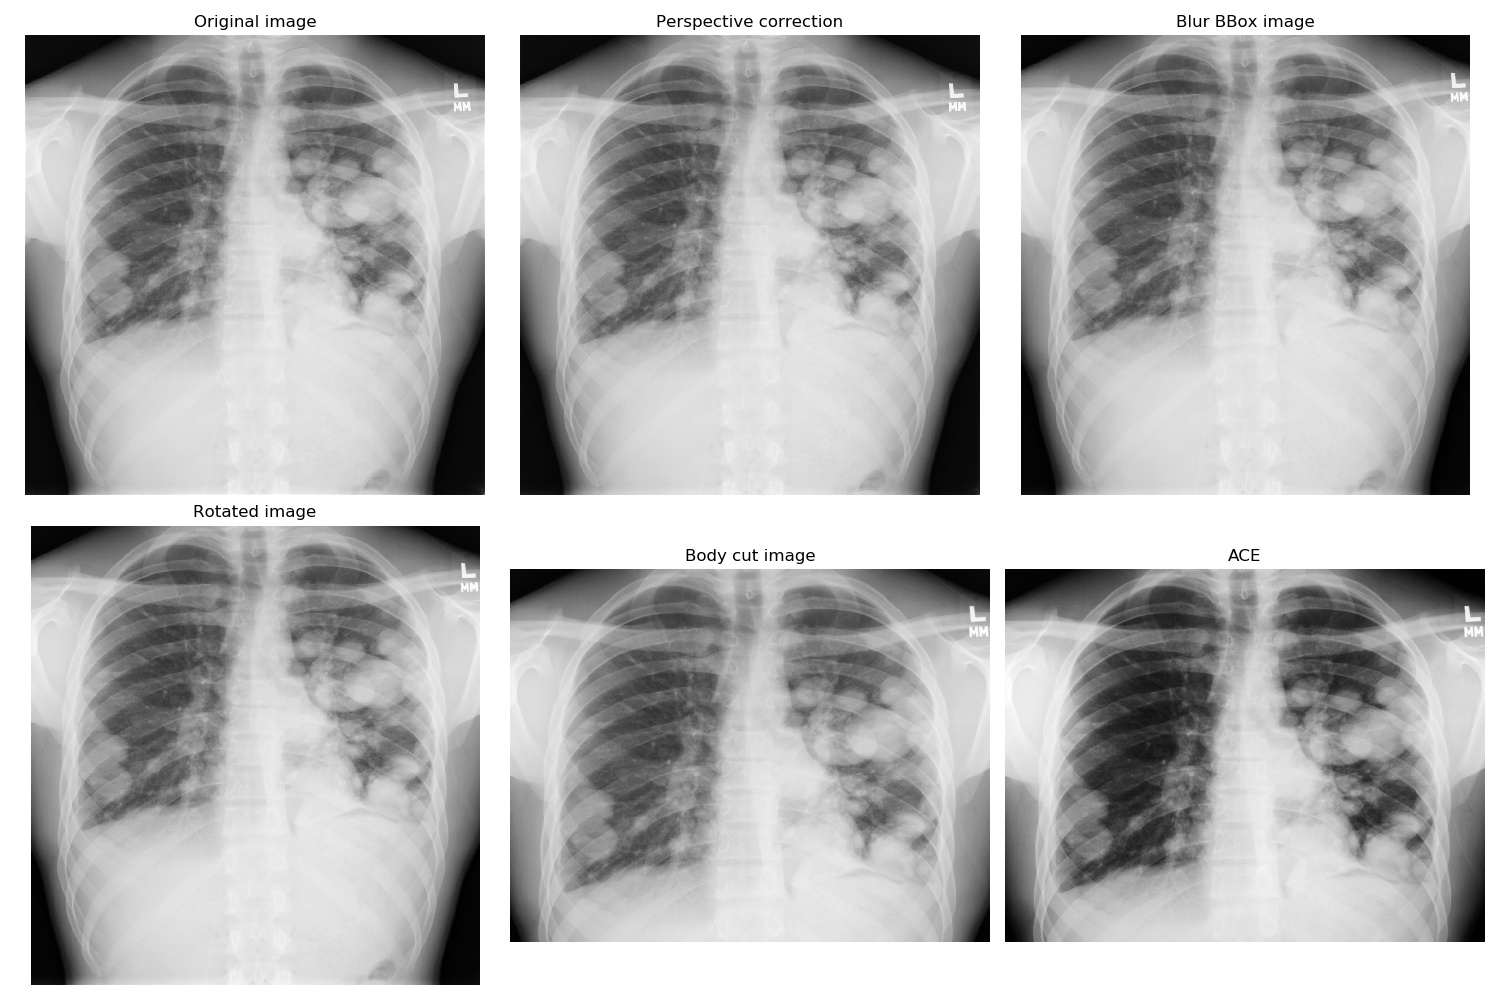 Original image
Perspective correction
Blur BBox image
L
MM
L
MM
L
MM
Rotated image
Body cut image
ACE
L
MM
L
MM
L
MM